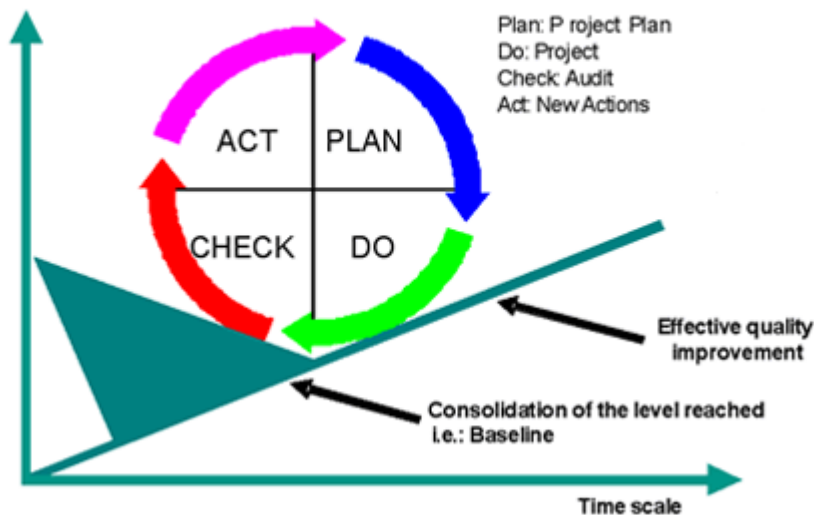 Plan: P roject Plan
Do: Project
Check: Audit
Act: New Actions
ACT
PLAN
CHECK
DO
Effective quality
improvement
Consolidation of the level reached
i.e.: Baseline
Time scale